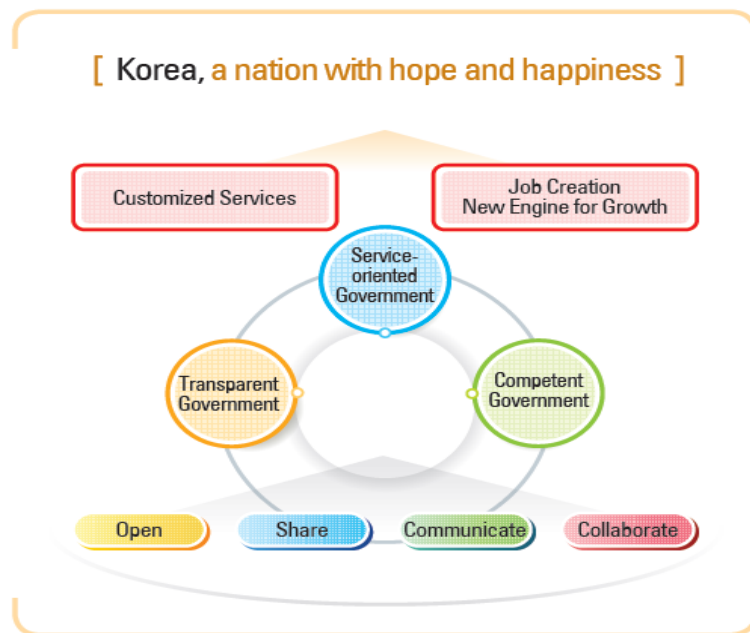 [ Korea, a nation with hope and happiness ]
Customized Services
Job Creation
New Engine for Growth
Service-
oriented
Government
Transparent
Government
Competent
Government
Open
Share
Communicate
Collaborate